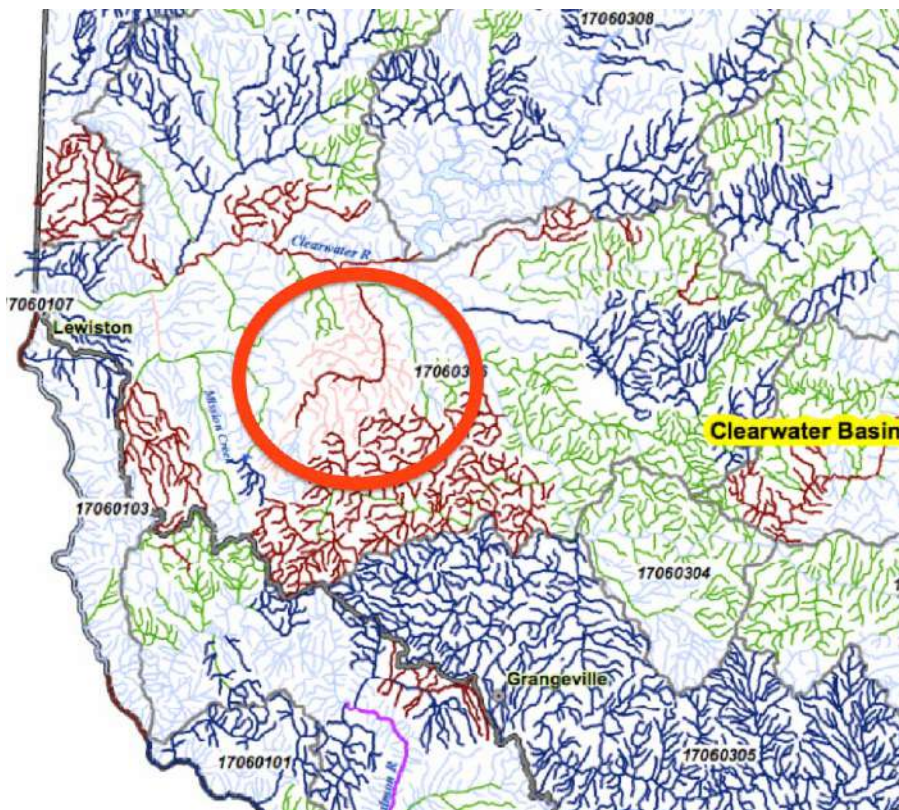 17060308
Clearwater R
17060107
Lewiston
Mission Creek
Clearwater Basin
17060103
17060304
Grangeville
17060305
17060101